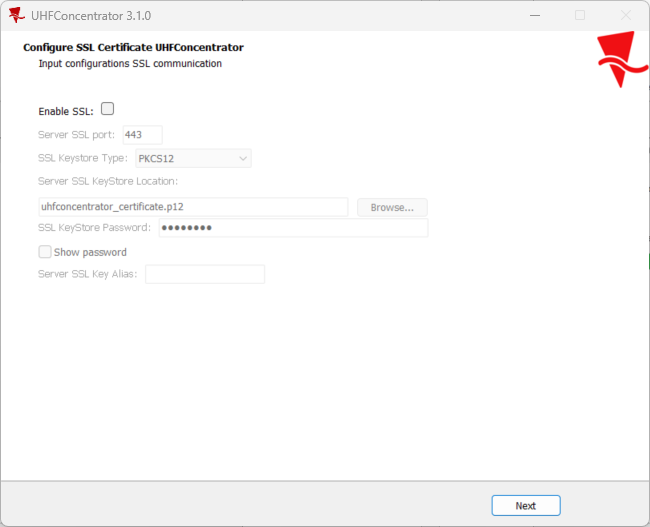 UHFConcentrator 3.1.0
Configure SSL Certificate UHFConcentrator
Input configurations SSL communication
Enable SSL:
Server SSL port: 443
SSL Keystore Type: PKCS12
Server SSL KeyStore Location:
uhfconcentrator_certificate.p12 Browse...
SSL KeyStore Password: ●●●●●●●●
Show password
Server SSL Key Alias:
Next